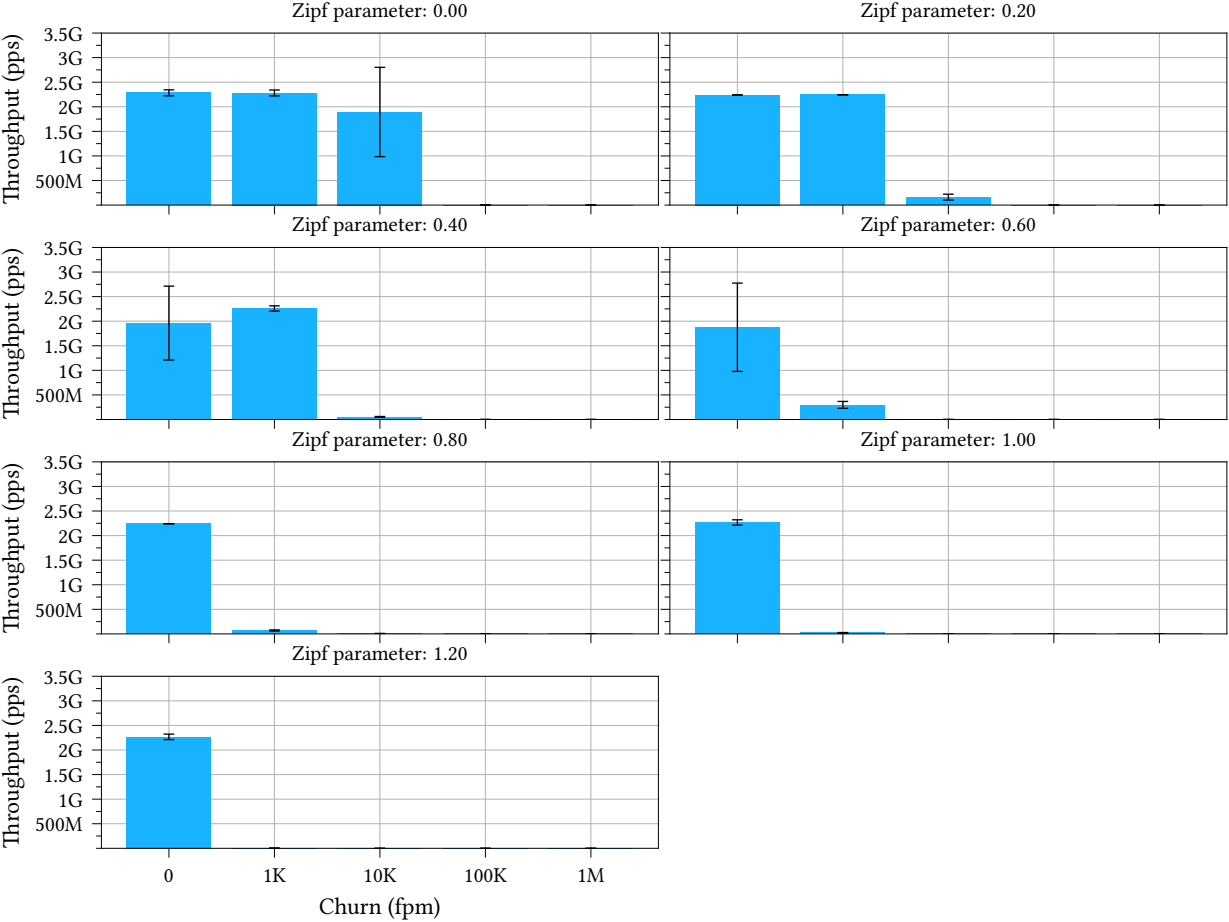 Zipf parameter: 0.00
Zipf parameter: 0.20
Throughput (pps)
3.5G
3G
2.5G
2G
1.5G
1G
500M
Zipf parameter: 0.40
Zipf parameter: 0.60
Throughput (pps)
3.5G
3G
2.5G
2G
1.5G
1G
500M
Zipf parameter: 0.80
Zipf parameter: 1.00
Throughput (pps)
3.5G
3G
2.5G
2G
1.5G
1G
500M
Zipf parameter: 1.20
Throughput (pps)
3.5G
3G
2.5G
2G
1.5G
1G
500M
0 1K 10K 100K 1M
Churn (fpm)